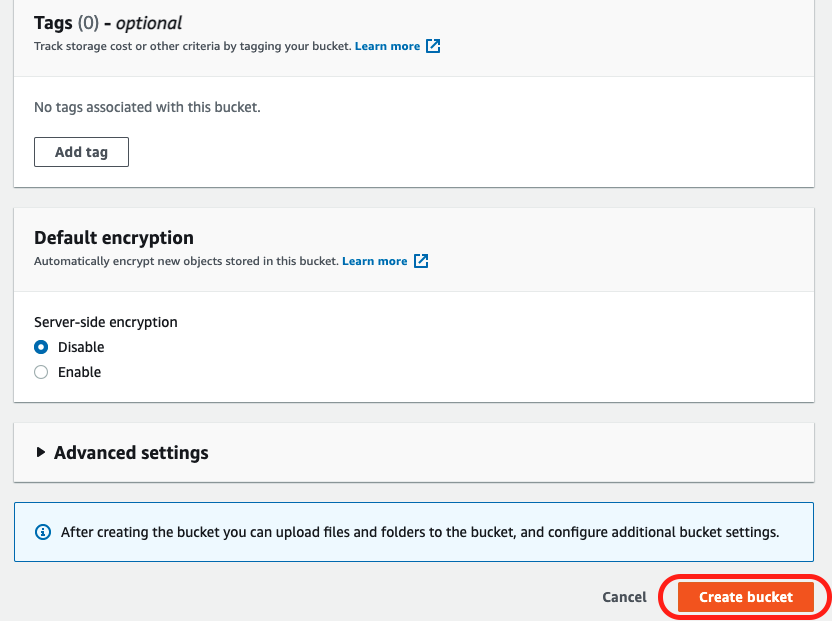 Tags (0) - optional
Track storage cost or other criteria by tagging your bucket. Learn more
No tags associated with this bucket.
Add tag
Default encryption
Automatically encrypt new objects stored in this bucket. Learn more
Server-side encryption
Disable
Enable
Advanced settings
After creating the bucket you can upload files and folders to the bucket, and configure additional bucket settings.
Cancel Create bucket